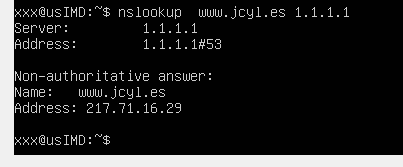 xxx@usIMD:~$ nslookup  www.jcyl.es 1.1.1.1
Server:         1.1.1.1
Address:        1.1.1.1#53

Non-authoritative answer:
Name:   www.jcyl.es
Address: 217.71.16.29

xxx@usIMD:~$